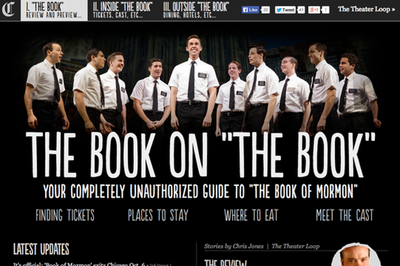 I. "THE BOOK"
REVIEW AND PREVIEW...
II. INSIDE "THE BOOK"
TICKETS, CAST, ETC...
III. OUTSIDE "THE BOOK"
DINING, HOTELS, ETC...
Like
Tweet
+1
The Theater Loop »
THE BOOK ON "THE BOOK"
YOUR COMPLETELY UNAUTHORIZED GUIDE TO "THE BOOK OF MORMON"
FINDING TICKETS
PLACES TO STAY
WHERE TO EAT
MEET THE CAST
LATEST UPDATES
Stories by Chris Jones | The Theater Loop
It's official: 'Book of Mormon' exits Chicago Oct. 6
THE REVIEW